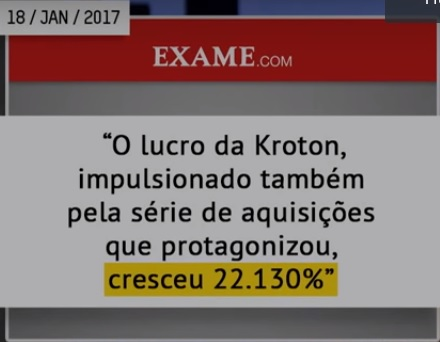 18 / JAN / 2017
EXAME.COM
“O lucro da Kroton,
impulsionado também
pela série de aquisições
que protagonizou,
cresceu 22.130%”